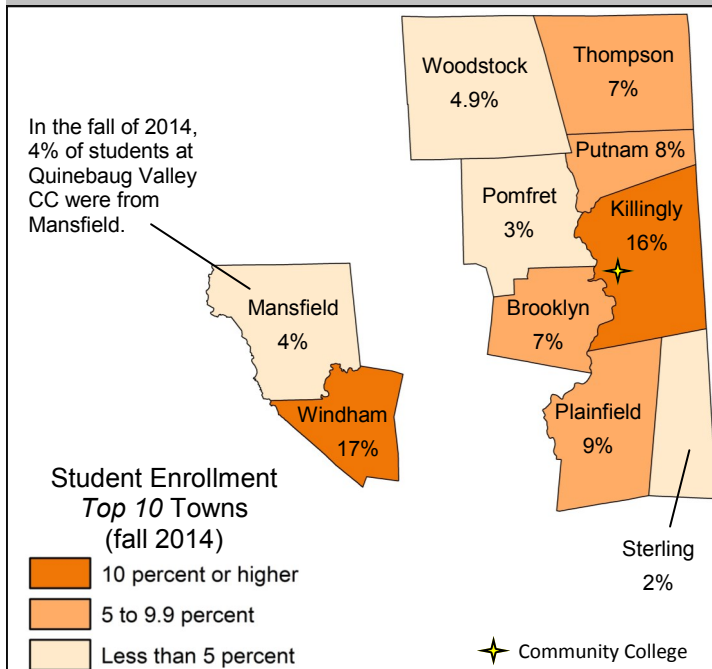 Woodstock
4.9%
Thompson
7%
In the fall of 2014,
4% of students at
Quinebaug Valley
CC were from
Mansfield.
Putnam 8%
Pomfret
3%
Killingly
16%
Mansfield
4%
Brooklyn
7%
Windham
17%
Plainfield
9%
Sterling
2%
Student Enrollment
Top 10 Towns
(fall 2014)
10 percent or higher
5 to 9.9 percent
Less than 5 percent
Community College